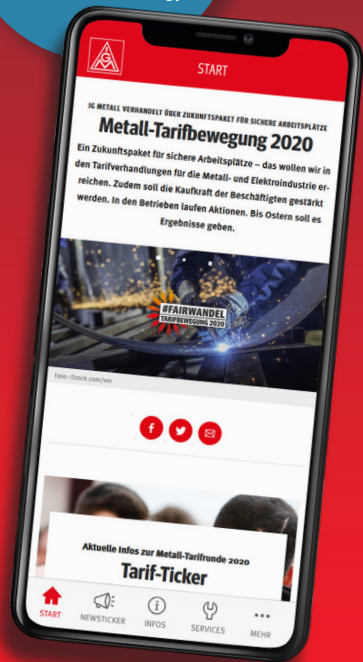 IGM
START
IG METALL VERHANDELT ÜBER ZUKUNFTSPAKET FÜR SICHERE ARBEITSPLÄTZE
Metall-Tarifbewegung 2020
Ein Zukunftspaket für sichere Arbeitsplätze – das wollen wir in
den Tarifverhandlungen für die Metall- und Elektroindustrie er-
reichen. Zudem soll die Kaufkraft der Beschäftigten gestärkt
werden. In den Betrieben laufen Aktionen. Bis Ostern soll es
Ergebnisse geben.
#FAIRWANDEL
TARIFBEWEGUNG 2020
Foto: iStock.com/vm
Aktuelle Infos zur Metall-Tarifrunde 2020
Tarif-Ticker
START
NEWSTICKER
INFOS
SERVICES
MEHR